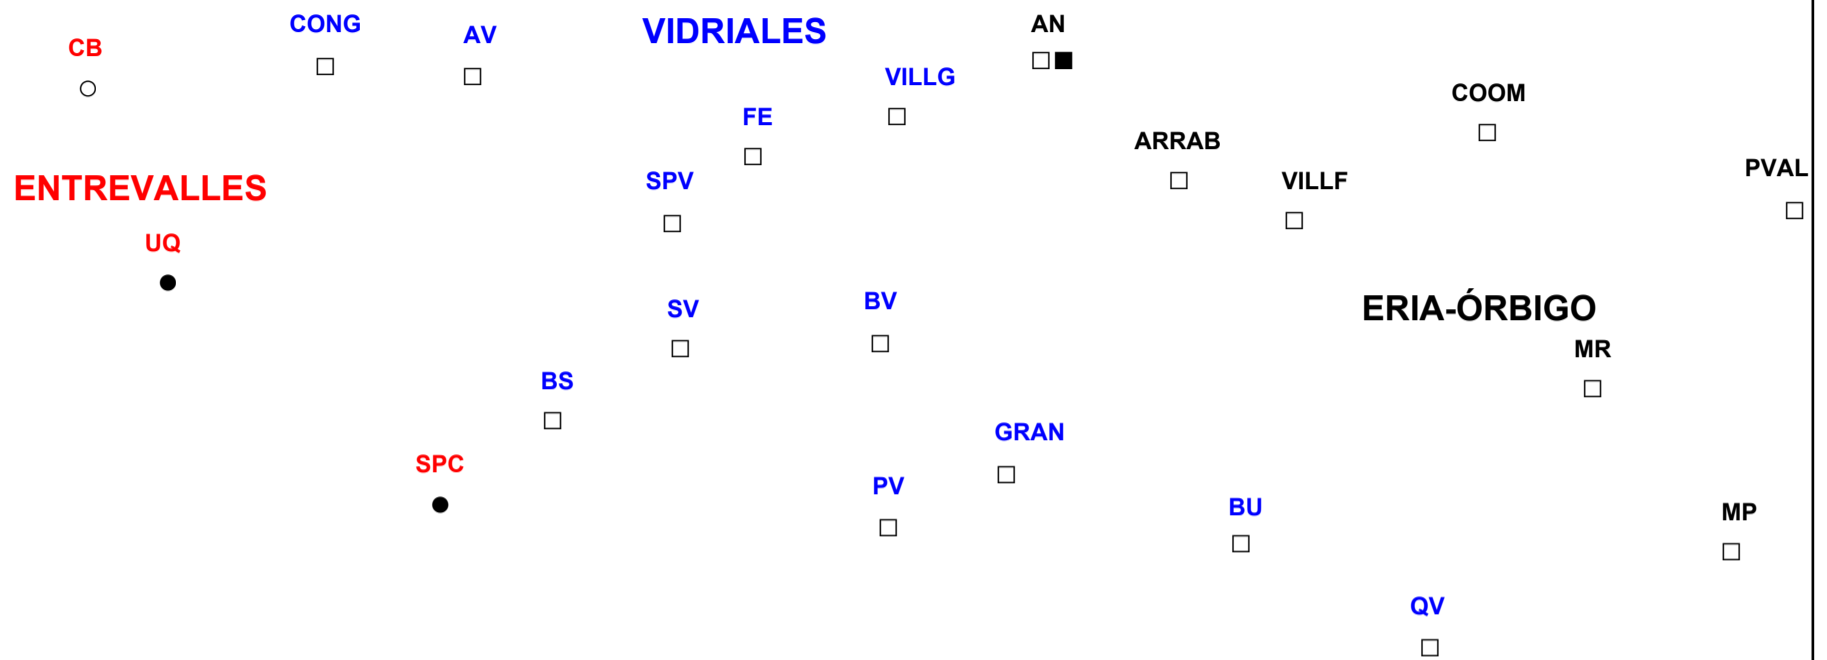 CONG
AV
VIDRIALES
AN
CB
VILLG
COOM
FE
ARRAB
PVAL
SPV
VILLF
ENTREVALLES
UQ
BV
SV
ERIA-ÓRBIGO
MR
BS
GRAN
SPC
PV
BU
MP
QV